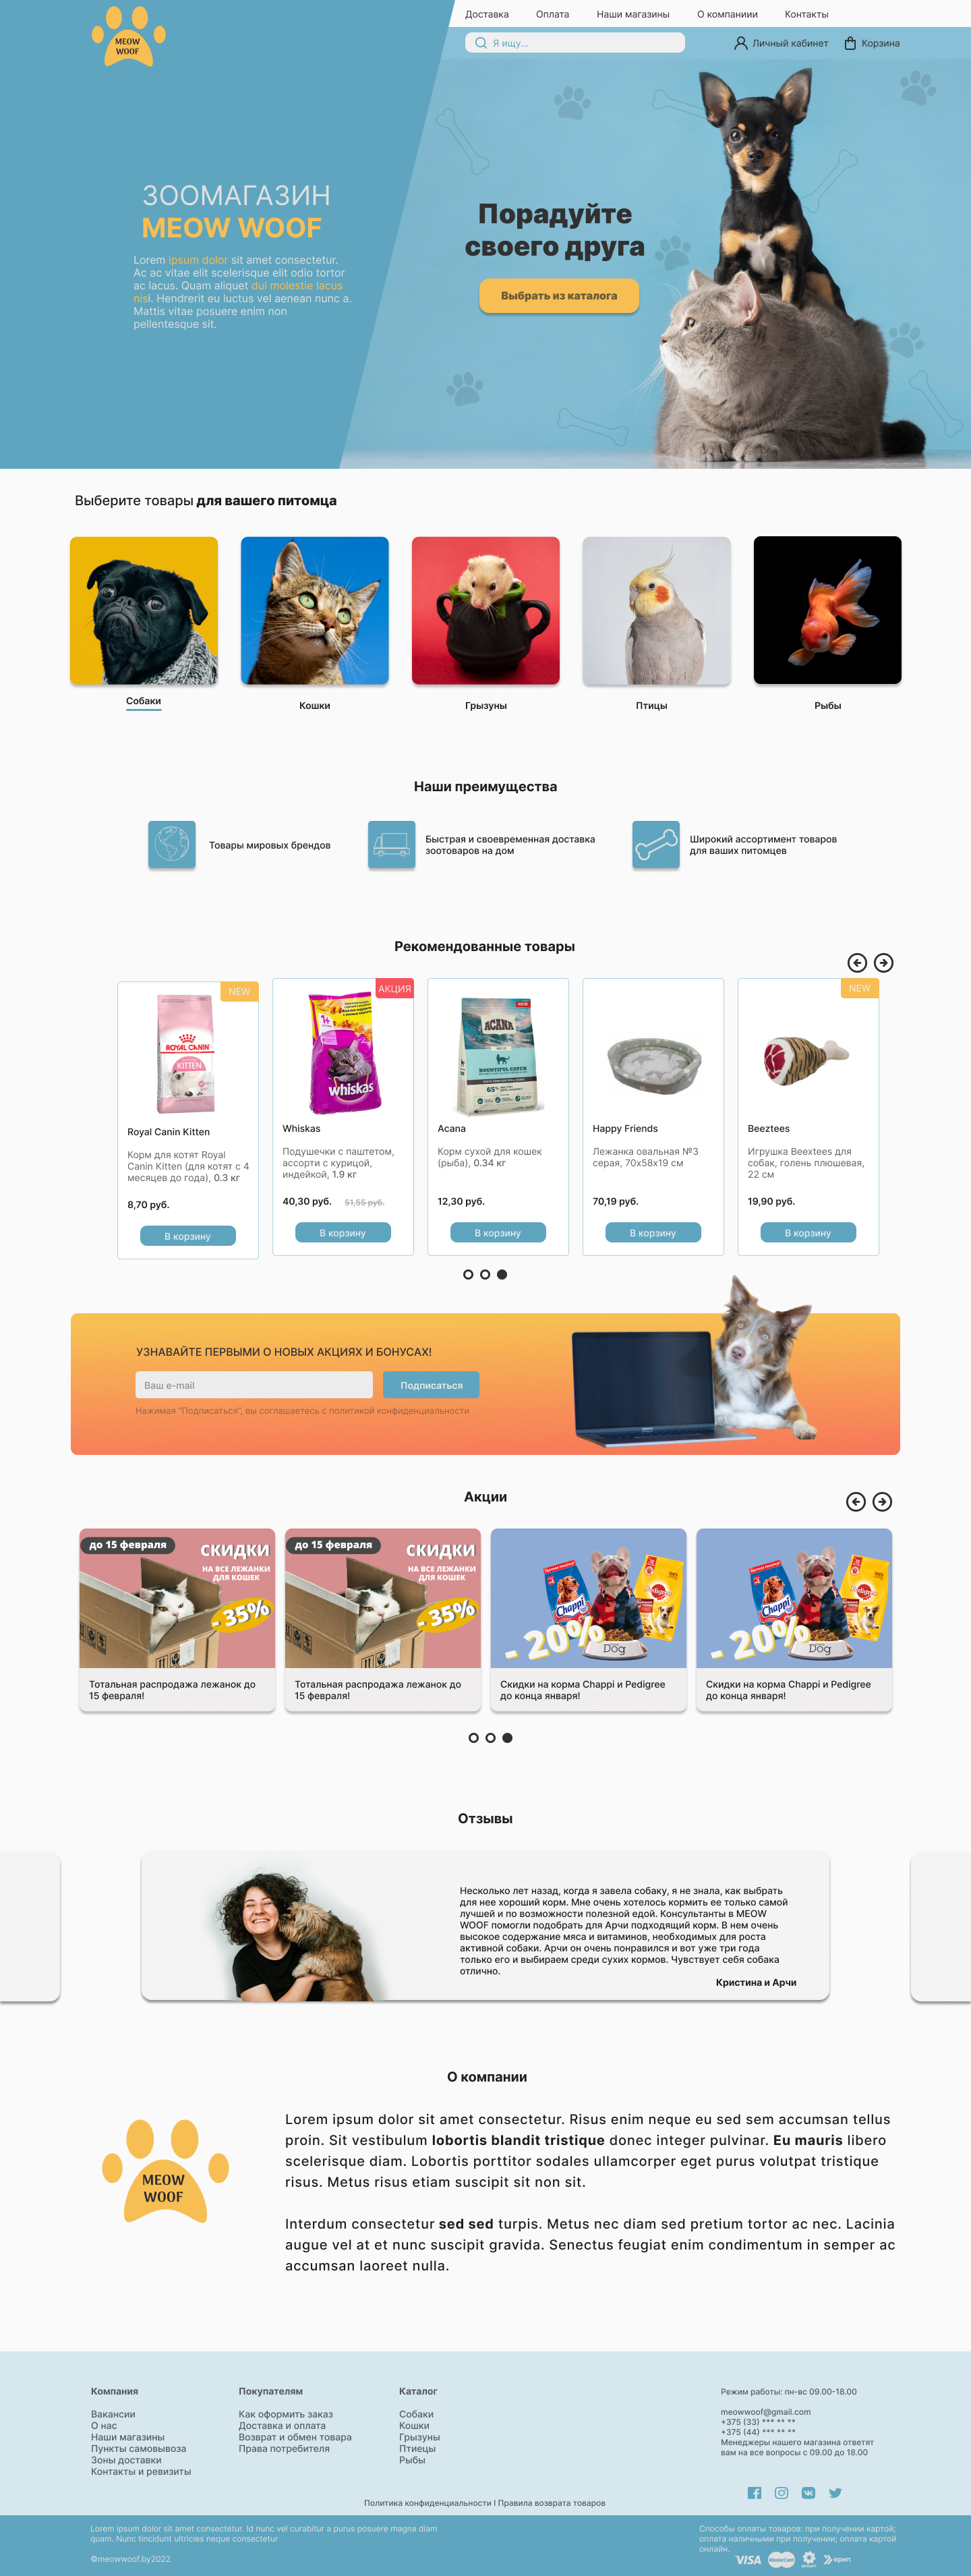 MEOW
WOOF
Доставка
Оплата
Наши магазины
О компаниии
Контакты
Я ищу...
Личный кабинет
Корзина
ЗООМАГАЗИН
MEOW WOOF
Lorem ipsum dolor sit amet consectetur.
Ac ac vitae elit scelerisque elit odio tortor
ac lacus. Quam aliquet dui molestie lacus
nisi. Hendrerit eu luctus vel aenean nunc a.
Mattis vitae posuere enim non
pellentesque sit.
Порадуйте
своего друга
Выбрать из каталога
Выберите товары для вашего питомца
Собаки
Кошки
Грызуны
Птицы
Рыбы
Наши преимущества
Товары мировых брендов
Быстрая и своевременная доставка
зоотоваров на дом
Широкий ассортимент товаров
для ваших питомцев
Рекомендованные товары
NEW
ROYAL CANIN
KITTEN
Royal Canin Kitten
Корм для котят Royal
Canin Kitten (для котят с 4
месяцев до года), 0.3 кг
8,70 руб.
В корзину
АКЦИЯ
1+
whiskas
Whiskas
Подушечки с паштетом,
ассорти с курицой,
индейкой, 1.9 кг
40,30 руб. 51,55 руб.
В корзину
NEW
ACANA
BOUNTIFUL CATCH
65%
Acana
Корм сухой для кошек
(рыба), 0.34 кг
12,30 руб.
В корзину
Happy Friends
Лежанка овальная №3
серая, 70х58х19 см
70,19 руб.
В корзину
NEW
Beeztees
Игрушка Beextees для
собак, голень плюшевая,
22 см
19,90 руб.
В корзину
УЗНАВАЙТЕ ПЕРВЫМИ О НОВЫХ АКЦИЯХ И БОНУСАХ!
Ваш e-mail
Подписаться
Нажимая "Подписаться", вы соглашаетесь с политикой конфиденциальности
Акции
до 15 февраля
СКИДКИ
НА ВСЕ ЛЕЖАНКИ
ДЛЯ КОШЕК
- 35%
Тотальная распродажа лежанок до
15 февраля!
до 15 февраля
СКИДКИ
НА ВСЕ ЛЕЖАНКИ
ДЛЯ КОШЕК
- 35%
Тотальная распродажа лежанок до
15 февраля!
Chappi
Pedigree
- 20%
Dog
Скидки на корма Chappi и Pedigree
до конца января!
Chappi
Pedigree
- 20%
Dog
Скидки на корма Chappi и Pedigree
до конца января!
Отзывы
Несколько лет назад, когда я завела собаку, я не знала, как выбрать
для нее хороший корм. Мне очень хотелось кормить ее только самой
лучшей и по возможности полезной едой. Консультанты в MEOW
WOOF помогли подобрать для Арчи подходящий корм. В нем очень
высокое содержание мяса и витаминов, необходимых для роста
активной собаки. Арчи он очень понравился и вот уже три года
только его и выбираем среди сухих кормов. Чувствует себя собака
отлично.
Кристина и Арчи
О компании
MEOW
WOOF
Lorem ipsum dolor sit amet consectetur. Risus enim neque eu sed sem accumsan tellus
proin. Sit vestibulum lobortis blandit tristique donec integer pulvinar. Eu mauris libero
scelerisque diam. Lobortis porttitor sodales ullamcorper eget purus volutpat tristique
risus. Metus risus etiam suscipit sit non sit.
Interdum consectetur sed sed turpis. Metus nec diam sed pretium tortor ac nec. Lacinia
augue vel at et nunc suscipit gravida. Senectus feugiat enim condimentum in semper ac
accumsan laoreet nulla.
Компания
Вакансии
О нас
Наши магазины
Пункты самовывоза
Зоны доставки
Контакты и ревизиты
Покупателям
Как оформить заказ
Доставка и оплата
Возврат и обмен товара
Права потребителя
Каталог
Собаки
Кошки
Грызуны
Птиецы
Рыбы
Режим работы: пн-вс 09.00-18.00
meowwoof@gmail.com
+375 (33) *** ** **
+375 (44) *** ** **
Менеджеры нашего магазина ответят
вам на все вопросы с 09.00 до 18.00
Политика конфиденциальности I Правила возврата товаров
Lorem ipsum dolor sit amet consectetur. Id nunc vel curabitur a purus posuere magna diam
quam. Nunc tincidunt ultricies neque consectetur
©meowwoof.by2022
Способы оплаты товаров: при получении картой;
оплата наличными при получении; оплата картой
онлайн.
VISA
MasterCard
белкарт
ерип